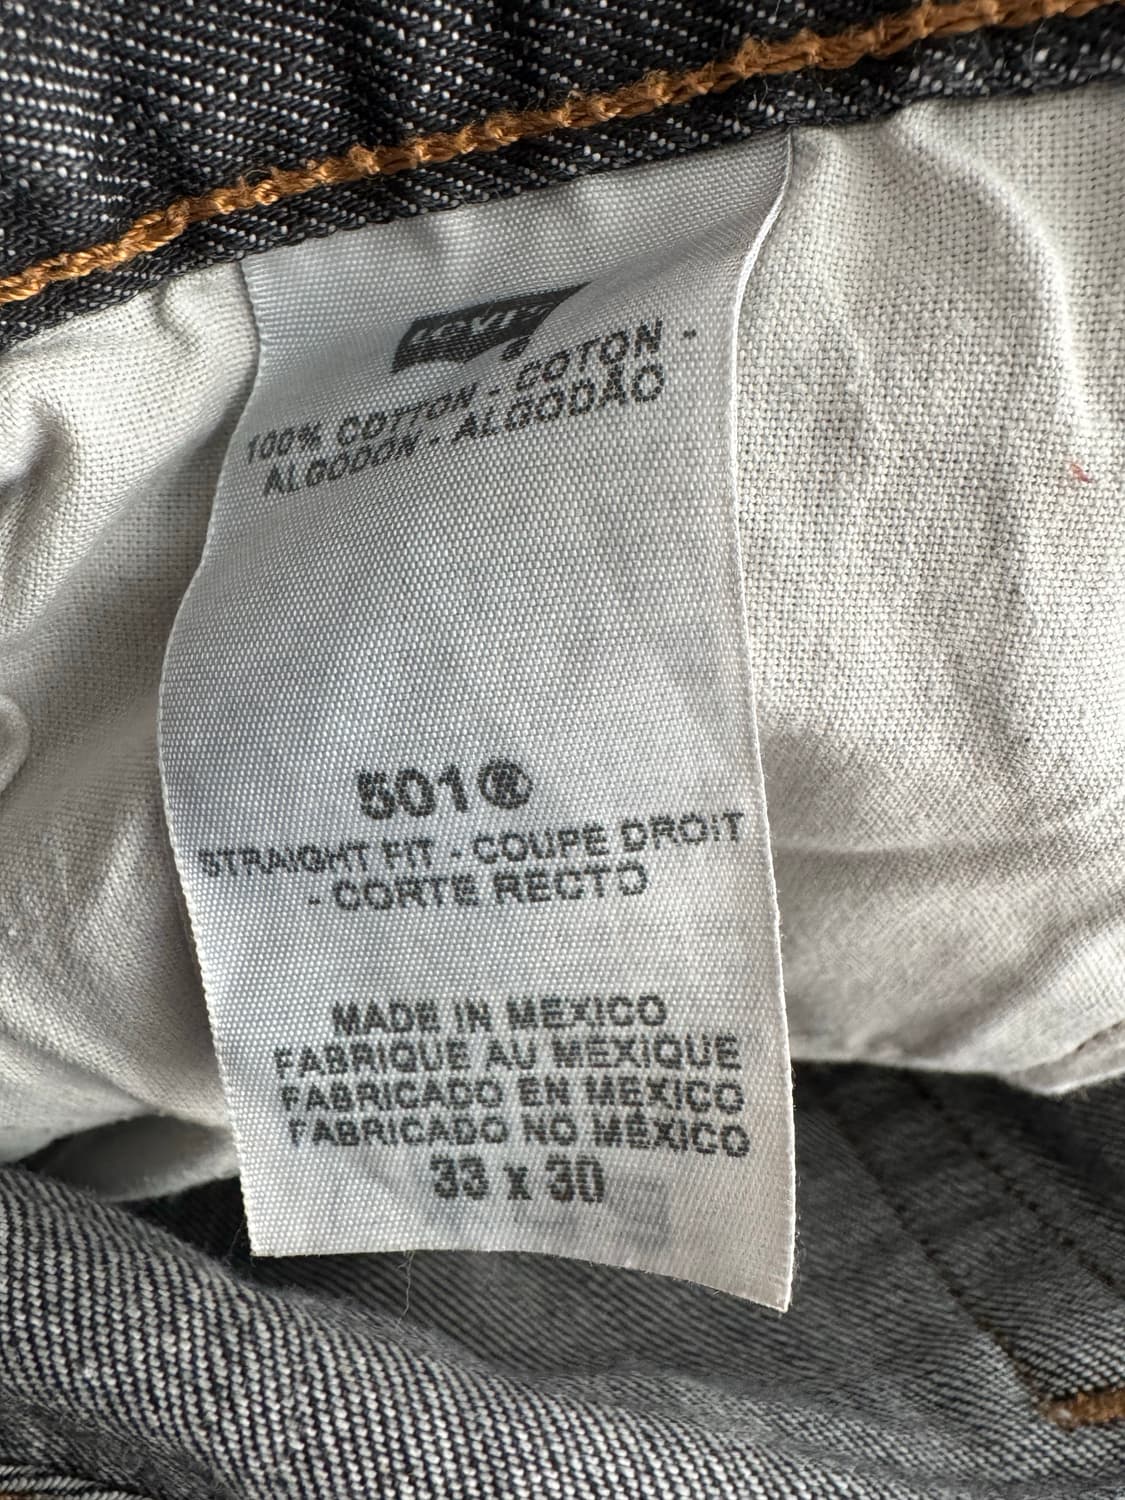 LEVI'S
100% COTTON - COTON -
ALGODON - ALGODÃO
501®
STRAIGHT FIT - COUPE DROIT
- CORTE RECTO
MADE IN MEXICO
FABRIQUE AU MEXIQUE
FABRICADO EN MEXICO
FABRICADO NO MÉXICO
33 x 30